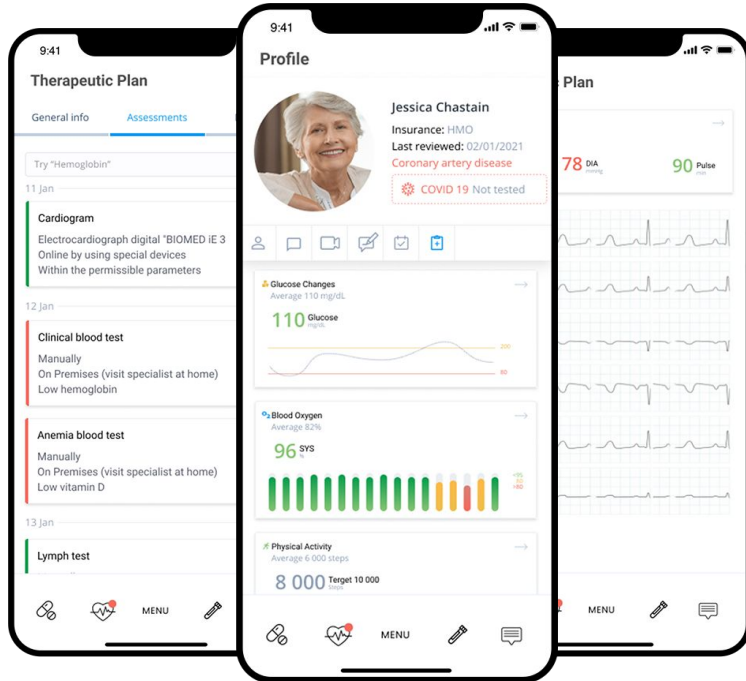 9:41
Therapeutic Plan
General info
Assessments
Try "Hemoglobin"
11 Jan
Cardiogram
Electrocardiograph digital "BIOMED iE 3
Online by using special devices
Within the permissible parameters
12 Jan
Clinical blood test
Manually
On Premises (visit specialist at home)
Low hemoglobin
Anemia blood test
Manually
On Premises (visit specialist at home)
Low vitamin D
13 Jan
Lymph test
MENU
9:41
Profile
Jessica Chastain
Insurance: HMO
Last reviewed: 02/01/2021
Coronary artery disease
COVID 19 Not tested
Glucose Changes
Average 110 mg/dL
110 Glucose
mg/dL
200
80
O2 Blood Oxygen
Average 82%
96 SYS
%
Physical Activity
Average 6 000 steps
8 000 Terget 10 000
steps
MENU
Plan
78 DIA
90 Pulse
min
MENU